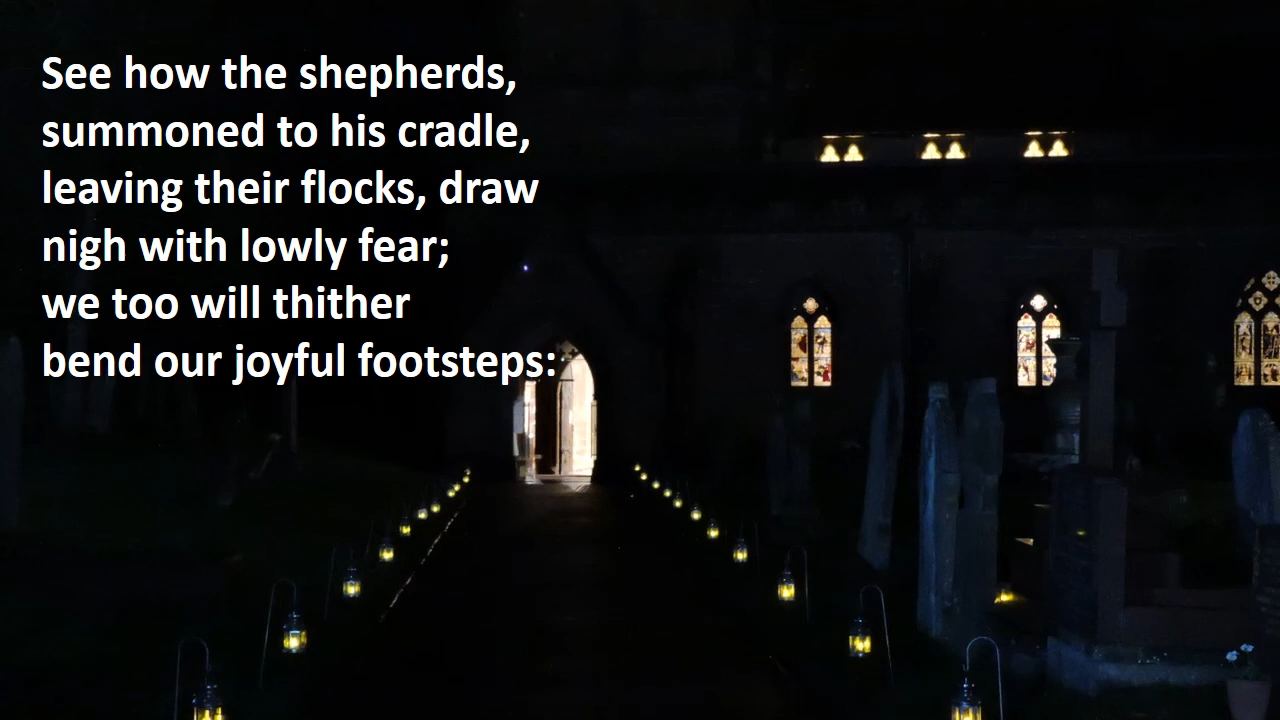 See how the shepherds,
summoned to his cradle,
leaving their flocks, draw
nigh with lowly fear;
we too will thither
bend our joyful footsteps: